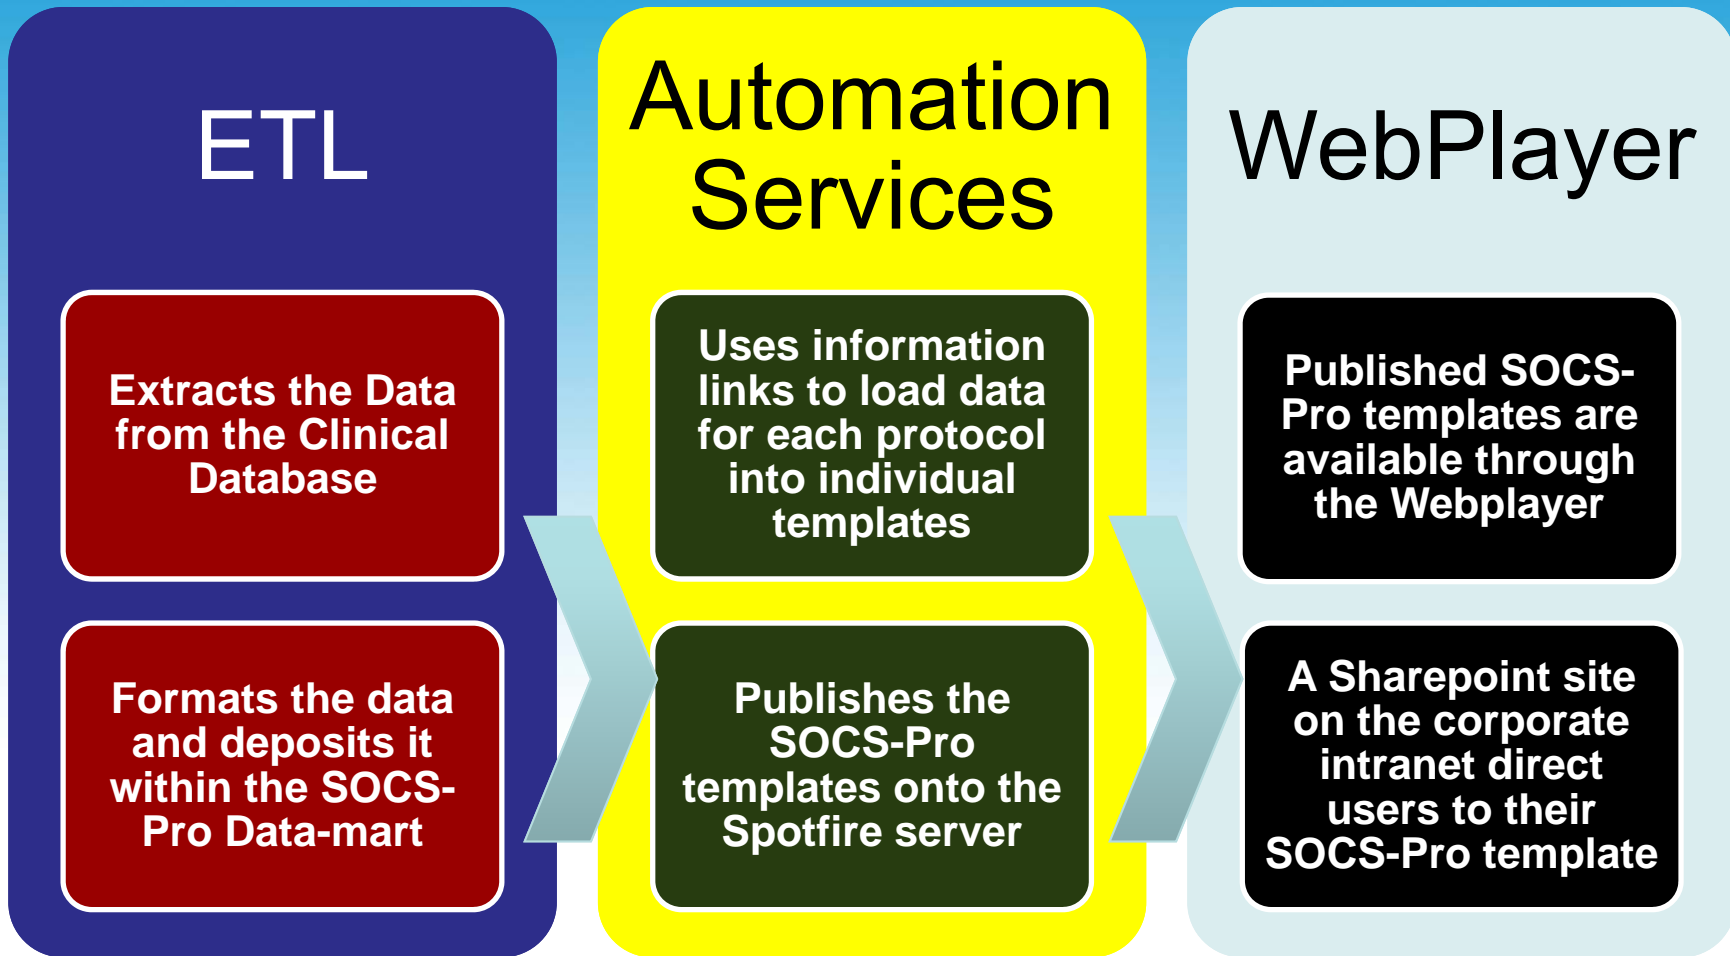 ETL
Extracts the Data
from the Clinical
Database
Formats the data
and deposits it
within the SOCS-
Pro Data-mart
Automation
Services
Uses information
links to load data
for each protocol
into individual
templates
Publishes the
SOCS-Pro
templates onto the
Spotfire server
WebPlayer
Published SOCS-
Pro templates are
available through
the Webplayer
A Sharepoint site
on the corporate
intranet direct
users to their
SOCS-Pro template